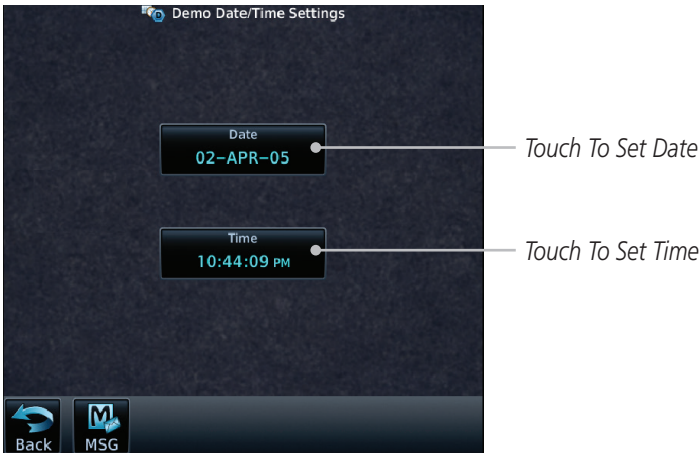 Demo Date/Time Settings
Date
02-APR-05
Touch To Set Date
Time
10:44:09 PM
Touch To Set Time
Back
MSG